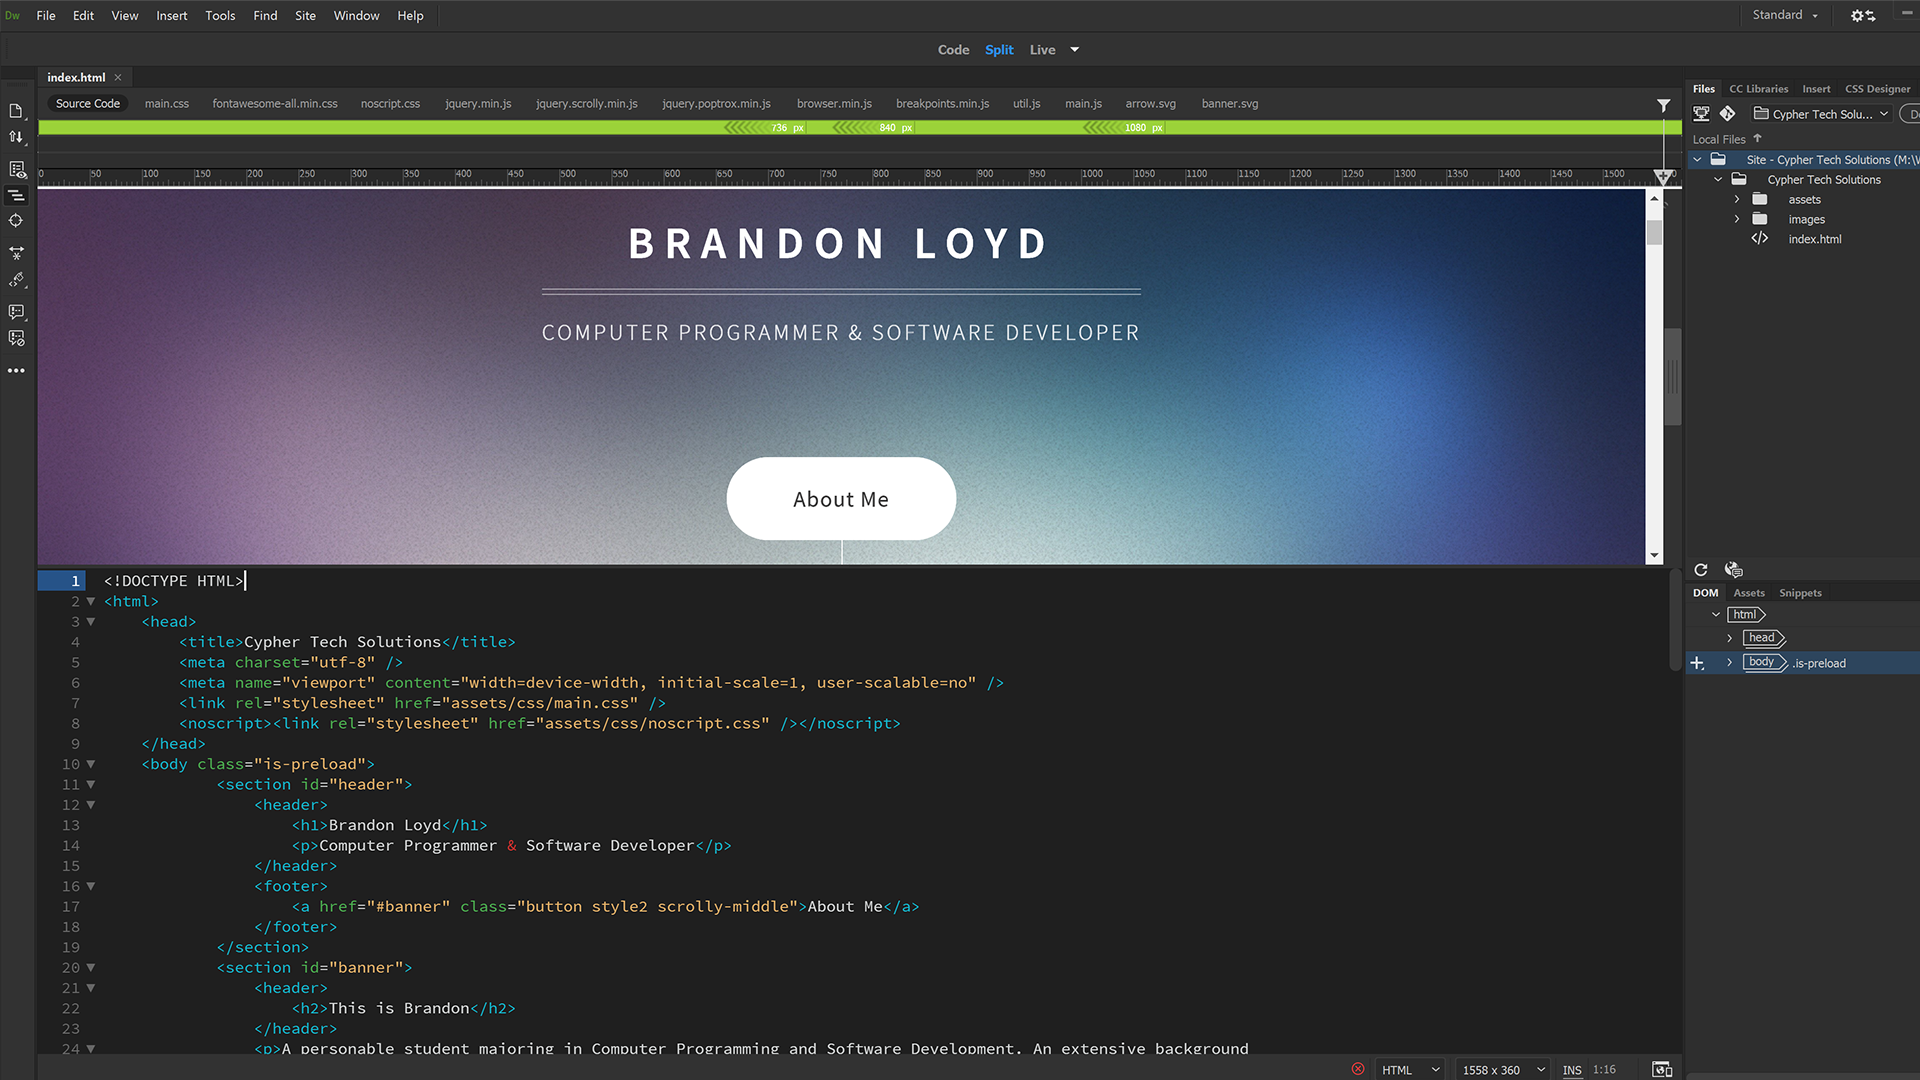 Dw File Edit View Insert Tools Find Site Window Help Standard
Code Split Live
index.html
Source Code main.css fontawesome-all.min.css noscript.css jquery.min.js jquery.scrolly.min.js jquery.poptrox.min.js browser.min.js breakpoints.min.js util.js main.js arrow.svg banner.svg
736 px 840 px 1080 px
0 50 100 150 200 250 300 350 400 450 500 550 600 650 700 750 800 850 900 950 1000 1050 1100 1150 1200 1250 1300 1350 1400 1450 1500
BRANDON LOYD
COMPUTER PROGRAMMER & SOFTWARE DEVELOPER
About Me
1 <!DOCTYPE HTML>
2 <html>
3 <head>
4 <title>Cypher Tech Solutions</title>
5 <meta charset="utf-8" />
6 <meta name="viewport" content="width=device-width, initial-scale=1, user-scalable=no" />
7 <link rel="stylesheet" href="assets/css/main.css" />
8 <noscript><link rel="stylesheet" href="assets/css/noscript.css" /></noscript>
9 </head>
10 <body class="is-preload">
11 <section id="header">
12 <header>
13 <h1>Brandon Loyd</h1>
14 <p>Computer Programmer & Software Developer</p>
15 </header>
16 <footer>
17 <a href="#banner" class="button style2 scrolly-middle">About Me</a>
18 </footer>
19 </section>
20 <section id="banner">
21 <header>
22 <h2>This is Brandon</h2>
23 </header>
24 <p>A personable student majoring in Computer Programming and Software Development. An extensive background
HTML 1558 x 360 INS 1:16
Files CC Libraries Insert CSS Designer
Cypher Tech Solu...
Local Files
Site - Cypher Tech Solutions (M:\
Cypher Tech Solutions
assets
images
index.html
DOM Assets Snippets
html
head
body .is-preload